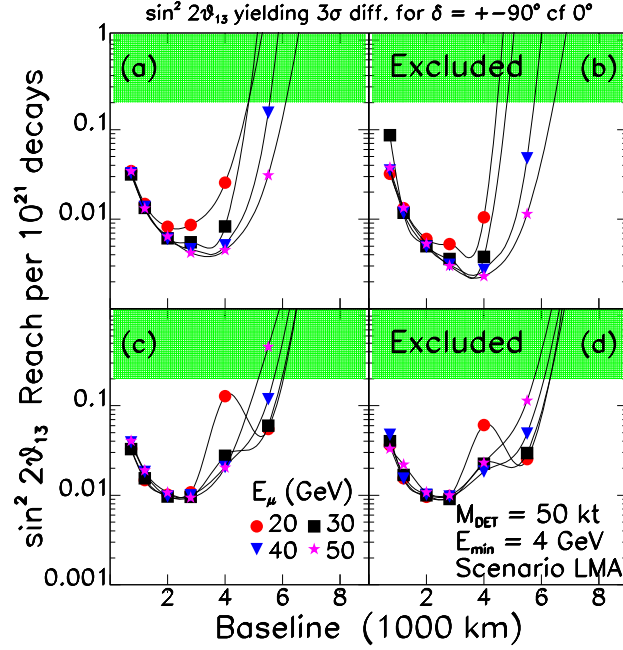 sin² 2ϑ₁₃ yielding 3σ diff. for δ = +−90° cf 0°
sin² 2ϑ₁₃ Reach per 10²¹ decays
1
0.1
0.01
(a)
Excluded (b)
1
0.1
0.01
0.001
(c)
Excluded (d)
E_μ (GeV)
20 30
40 50
M_DET = 50 kt
E_min = 4 GeV
Scenario LMA
2 4 6 8 2 4 6 8
Baseline (1000 km)